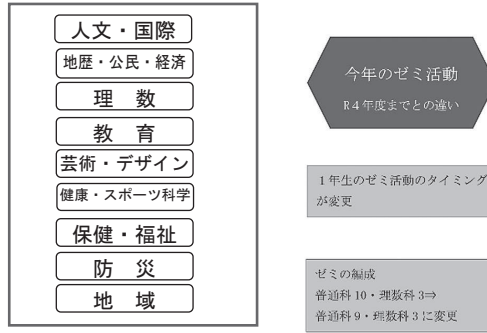 人文・国際
地歴・公民・経済
理 数
教 育
芸術・デザイン
健康・スポーツ科学
保健・福祉
防 災
地 域
今年のゼミ活動
R４年度までとの違い
１年生のゼミ活動のタイミング
が変更
ゼミの編成
普通科 10・理数科 3⇒
普通科 9・理数科 3 に変更